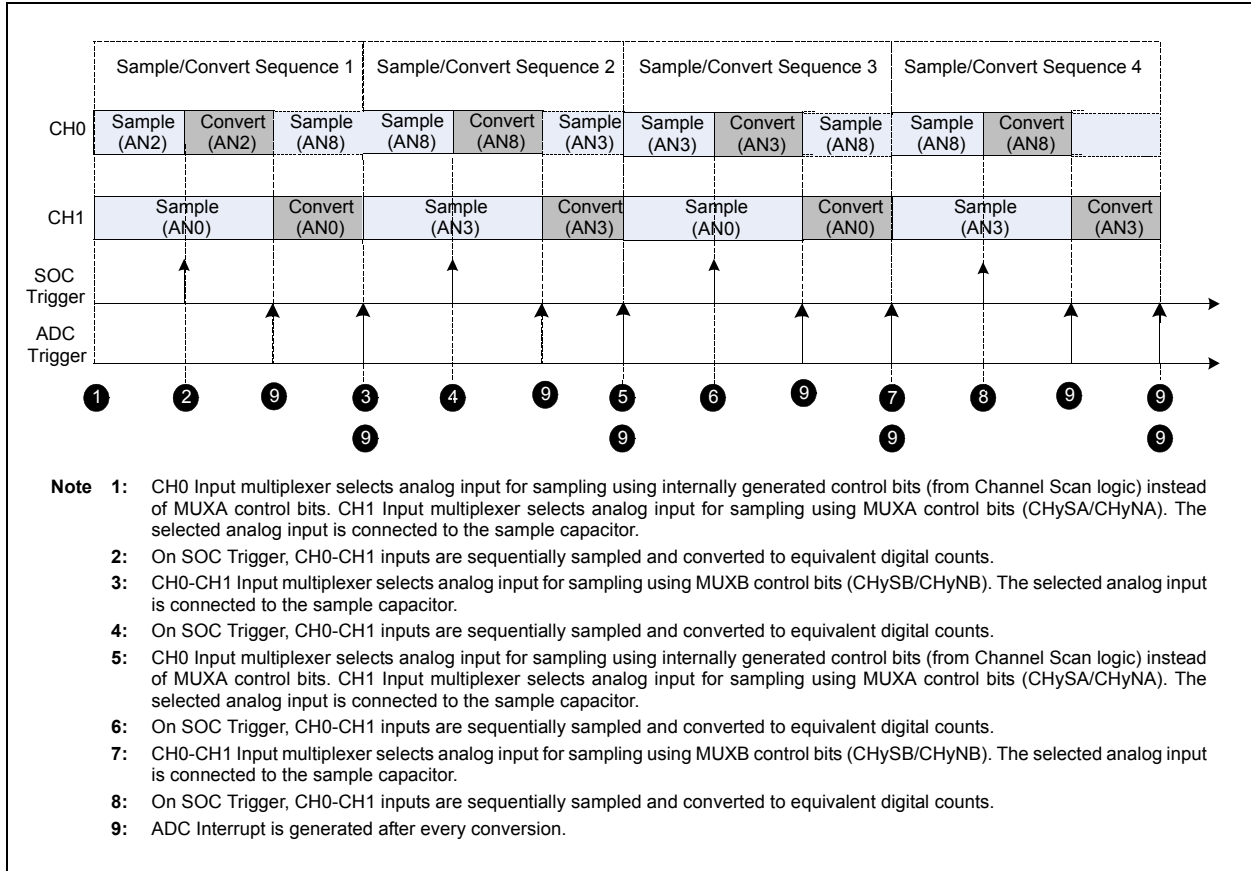 Sample/Convert Sequence 1 Sample/Convert Sequence 2 Sample/Convert Sequence 3 Sample/Convert Sequence 4
CH0
Sample (AN2)
Convert (AN2)
Sample (AN8)
Sample (AN8)
Convert (AN8)
Sample (AN3)
Sample (AN3)
Convert (AN3)
Sample (AN8)
Sample (AN8)
Convert (AN8)
CH1
Sample (AN0)
Convert (AN0)
Sample (AN3)
Convert (AN3)
Sample (AN0)
Convert (AN0)
Sample (AN3)
Convert (AN3)
SOC
Trigger
ADC
Trigger
1 2 9 3 4 9 5 6 9 7 8 9 9
9 9 9 9
Note 1: CH0 Input multiplexer selects analog input for sampling using internally generated control bits (from Channel Scan logic) instead
of MUXA control bits. CH1 Input multiplexer selects analog input for sampling using MUXA control bits (CHySA/CHyNA). The
selected analog input is connected to the sample capacitor.
2: On SOC Trigger, CH0-CH1 inputs are sequentially sampled and converted to equivalent digital counts.
3: CH0-CH1 Input multiplexer selects analog input for sampling using MUXB control bits (CHySB/CHyNB). The selected analog input
is connected to the sample capacitor.
4: On SOC Trigger, CH0-CH1 inputs are sequentially sampled and converted to equivalent digital counts.
5: CH0 Input multiplexer selects analog input for sampling using internally generated control bits (from Channel Scan logic) instead
of MUXA control bits. CH1 Input multiplexer selects analog input for sampling using MUXA control bits (CHySA/CHyNA). The
selected analog input is connected to the sample capacitor.
6: On SOC Trigger, CH0-CH1 inputs are sequentially sampled and converted to equivalent digital counts.
7: CH0-CH1 Input multiplexer selects analog input for sampling using MUXB control bits (CHySB/CHyNB). The selected analog input
is connected to the sample capacitor.
8: On SOC Trigger, CH0-CH1 inputs are sequentially sampled and converted to equivalent digital counts.
9: ADC Interrupt is generated after every conversion.